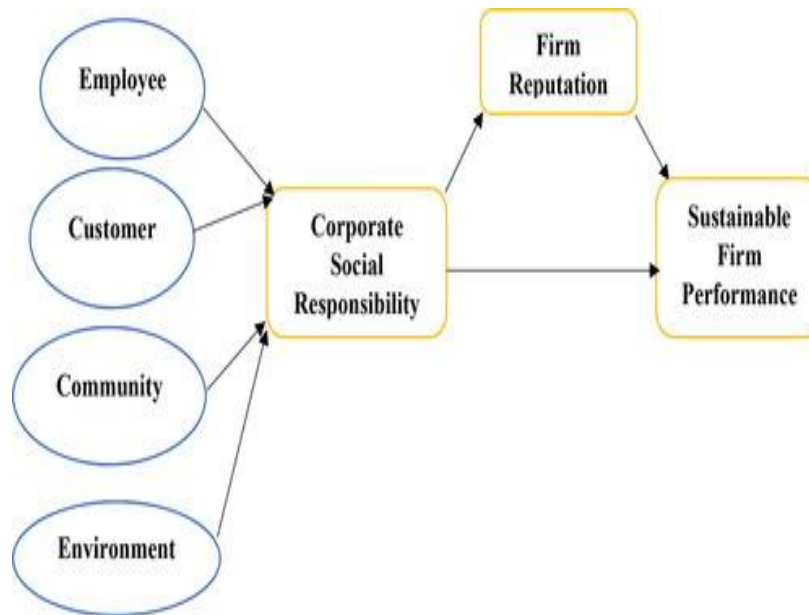 Employee
Customer
Community
Environment
Corporate
Social
Responsibility
Firm
Reputation
Sustainable
Firm
Performance